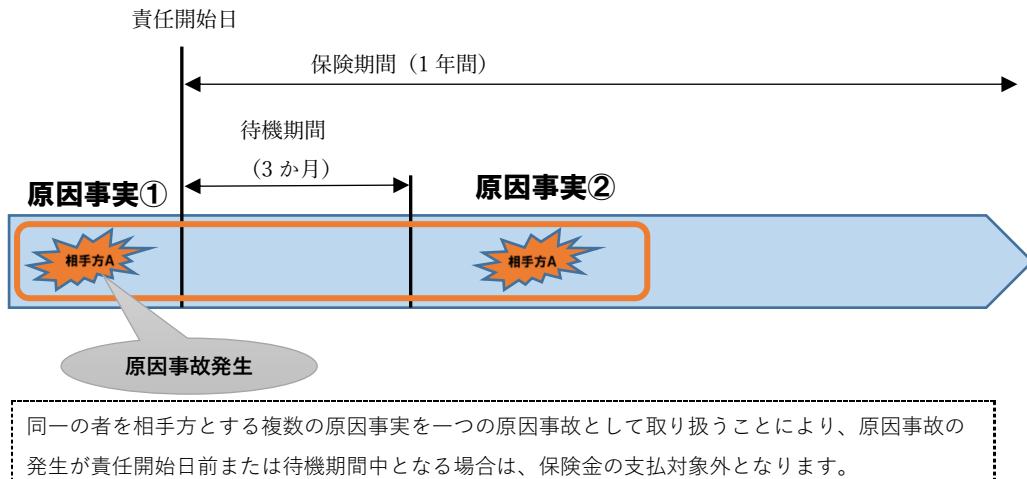 責任開始日
保険期間（1 年間）
待機期間
（3 か月）
原因事実①
原因事実②
相手方A
相手方A
原因事故発生
同一の者を相手方とする複数の原因事実を一つの原因事故として取り扱うことにより、原因事故の
発生が責任開始日前または待機期間中となる場合は、保険金の支払対象外となります。